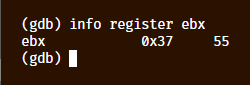 (gdb) info register ebx
ebx            0x37     55
(gdb)